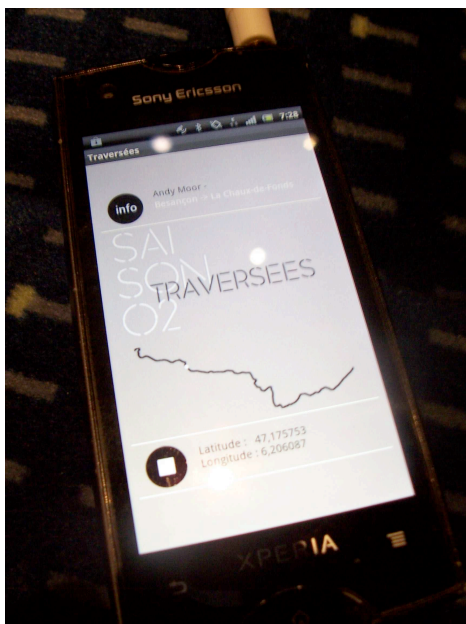 Sony Ericsson
7:28
Traversées
info
Andy Moor -
Besançon -> La Chaux-de-Fonds
SAI
SON
02
TRAVERSEES
Latitude : 47,175753
Longitude : 6,206087
XPERIA